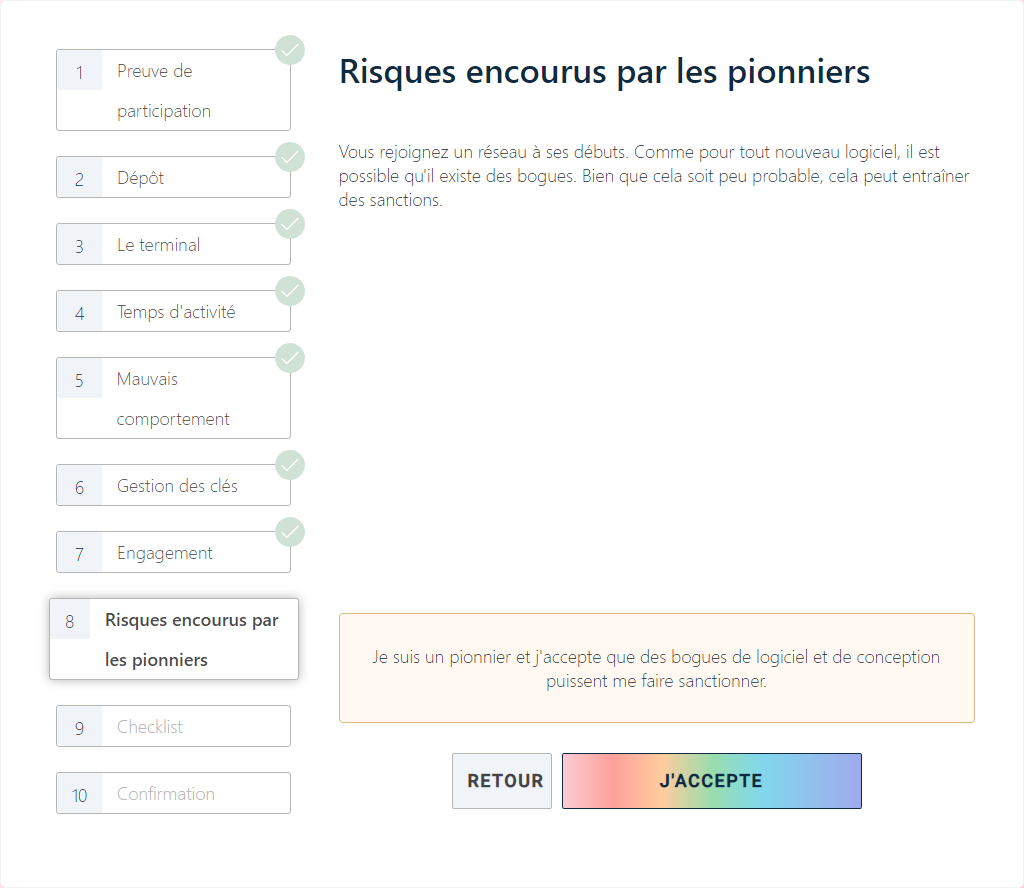 1
Preuve de
participation
2
Dépôt
3
Le terminal
4
Temps d'activité
5
Mauvais
comportement
6
Gestion des clés
7
Engagement
8
Risques encourus par
les pionniers
9
Checklist
10
Confirmation
Risques encourus par les pionniers
Vous rejoignez un réseau à ses débuts. Comme pour tout nouveau logiciel, il est
possible qu'il existe des bogues. Bien que cela soit peu probable, cela peut entraîner
des sanctions.
Je suis un pionnier et j'accepte que des bogues de logiciel et de conception
puissent me faire sanctionner.
RETOUR
J'ACCEPTE